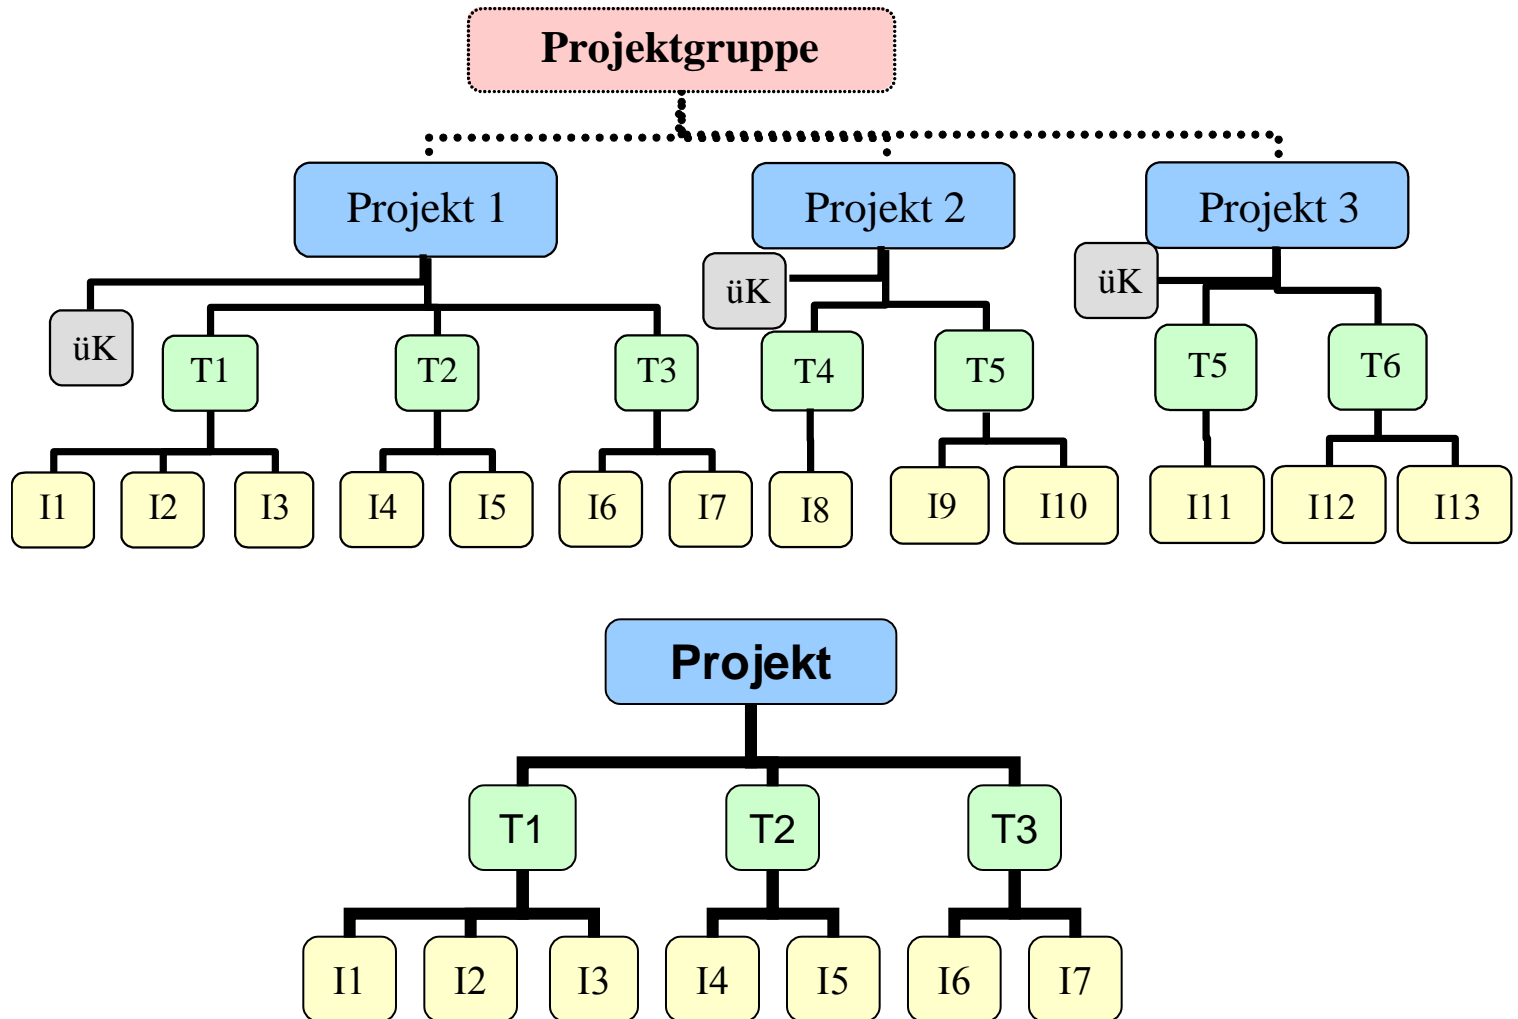 Projektgruppe
Projekt 1
Projekt 2
Projekt 3
üK
üK
üK
T1
T2
T3
T4
T5
T5
T6
I1
I2
I3
I4
I5
I6
I7
I8
I9
I10
I11
I12
I13
Projekt
T1
T2
T3
I1
I2
I3
I4
I5
I6
I7